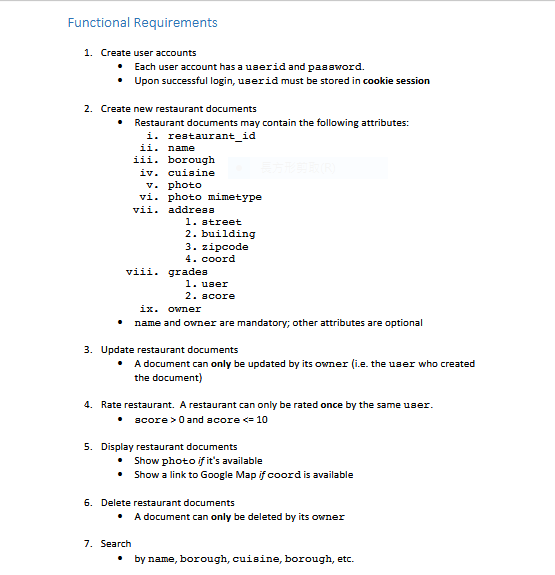 Functional Requirements
1. Create user accounts
• Each user account has a userid and password.
• Upon successful login, userid must be stored in cookie session
2. Create new restaurant documents
• Restaurant documents may contain the following attributes:
i. restaurant_id
ii. name
iii. borough
iv. cuisine
v. photo
vi. photo mimetype
vii. address
1. street
2. building
3. zipcode
4. coord
viii. grades
1. user
2. score
ix. owner
• name and owner are mandatory; other attributes are optional
3. Update restaurant documents
• A document can only be updated by its owner (i.e. the user who created
the document)
4. Rate restaurant. A restaurant can only be rated once by the same user.
• score > 0 and score <= 10
5. Display restaurant documents
• Show photo if it's available
• Show a link to Google Map if coord is available
6. Delete restaurant documents
• A document can only be deleted by its owner
7. Search
• by name, borough, cuisine, borough, etc.